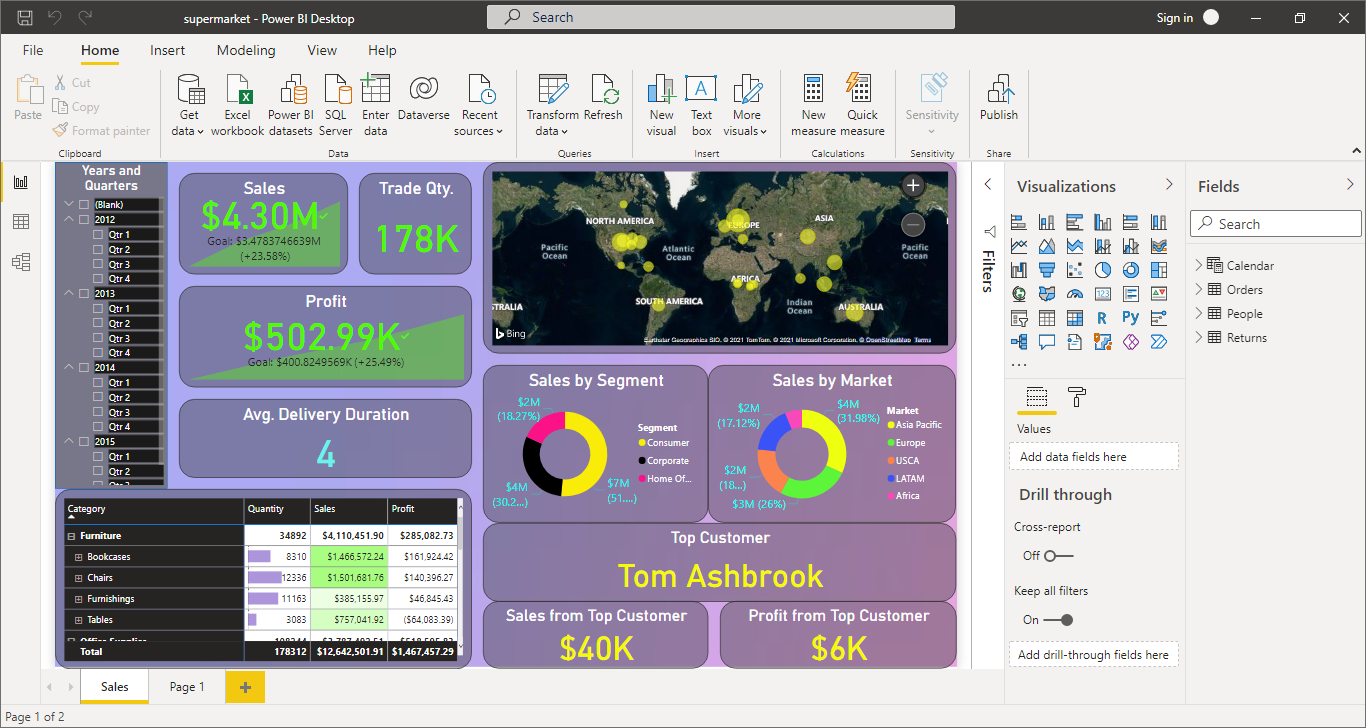 supermarket - Power BI Desktop
Search
Sign in
File Home Insert Modeling View Help
Paste
Cut
Copy
Format painter
Clipboard
Get data
Excel workbook
Power BI datasets
SQL Server
Enter data
Dataverse
Recent sources
Data
Transform data
Refresh
Queries
New visual
Text box
More visuals
Insert
New measure
Quick measure
Calculations
Sensitivity
Sensitivity
Publish
Share
Years and
Quarters
(Blank)
2012
Qtr 1
Qtr 2
Qtr 3
Qtr 4
2013
Qtr 1
Qtr 2
Qtr 3
Qtr 4
2014
Qtr 1
Qtr 2
Qtr 3
Qtr 4
2015
Qtr 1
Qtr 2
Sales
$4.30M
Goal: $3.4783746639M
(+23.58%)
Trade Qty.
178K
Profit
$502.99K
Goal: $400.8249569K (+25.49%)
Avg. Delivery Duration
4
NORTH AMERICA
EUROPE
ASIA
Pacific
Ocean
Atlantic
Ocean
Pacific
Ocean
AFRICA
STRALIA
SOUTH AMERICA
Indian
Ocean
AUSTRALIA
Bing
Earthstar Geographics SIO, © 2021 TomTom, © 2021 Microsoft Corporation, © OpenStreetMap Terms
Sales by Segment
$2M
(18.27%)
$4M
(30.2...)
$7M
(51....)
Segment
Consumer
Corporate
Home Of...
Sales by Market
$2M
(17.12%)
$4M
(31.98%)
$2M
(18...)
$3M (26%)
Market
Asia Pacific
Europe
USCA
LATAM
Africa
Category Quantity Sales Profit
Furniture 34892 $4,110,451.90 $285,082.73
Bookcases 8310 $1,466,572.24 $161,924.42
Chairs 12336 $1,501,681.76 $140,396.27
Furnishings 11163 $385,155.97 $46,845.43
Tables 3083 $757,041.92 ($64,083.39)
Office Supplies
Total 178312 $12,642,501.91 $1,467,457.29
Top Customer
Tom Ashbrook
Sales from Top Customer
$40K
Profit from Top Customer
$6K
Filters
Visualizations
R
Py
Values
Add data fields here
Drill through
Cross-report
Off
Keep all filters
On
Add drill-through fields here
Fields
Search
Calendar
Orders
People
Returns
Sales Page 1
Page 1 of 2